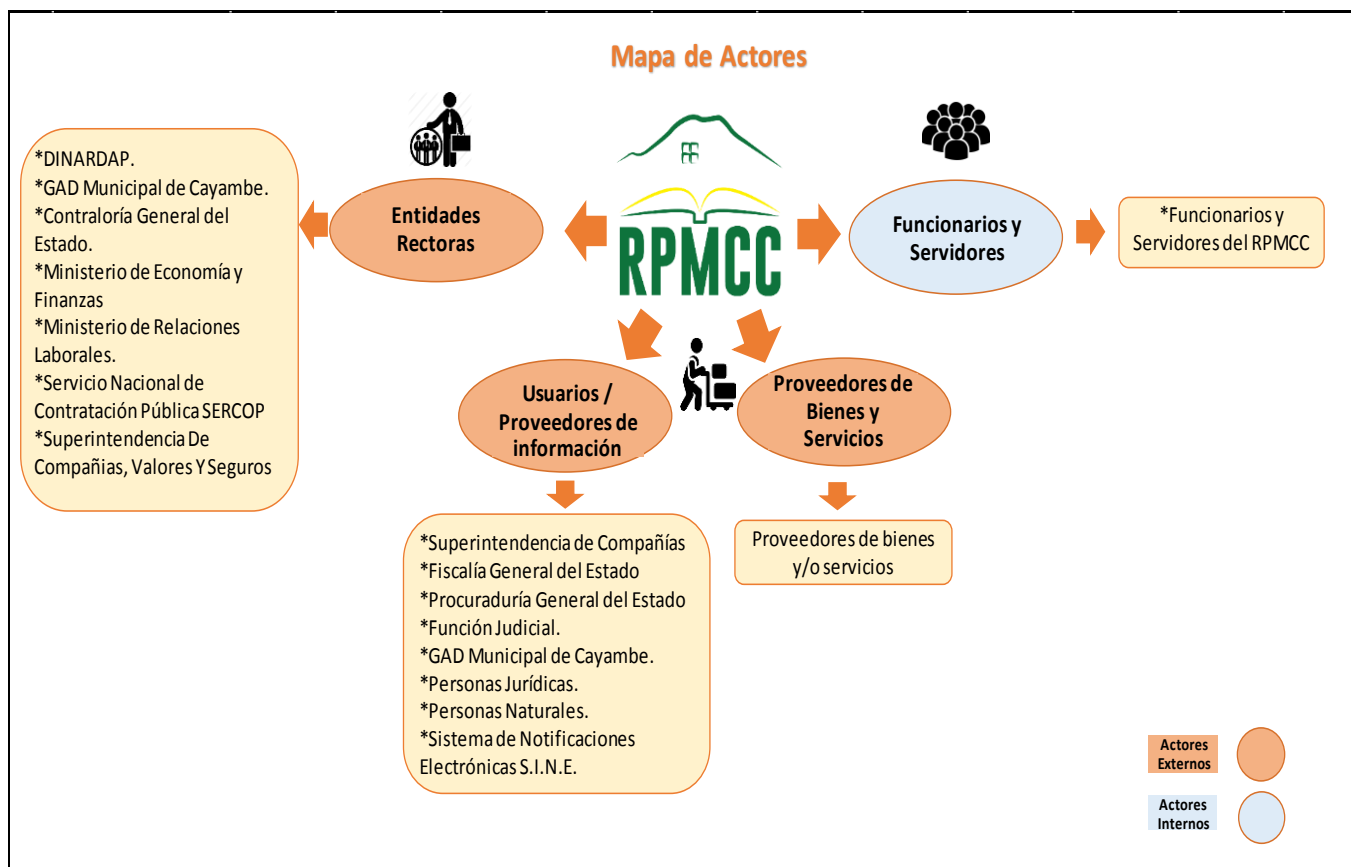 Mapa de Actores
*DINARDAP.
*GAD Municipal de Cayambe.
*Contraloría General del
Estado.
*Ministerio de Economía y
Finanzas
*Ministerio de Relaciones
Laborales.
*Servicio Nacional de
Contratación Pública SERCOP
*Superintendencia De
Compañias, Valores Y Seguros
Entidades
Rectoras
RPMCC
Funcionarios y
Servidores
*Funcionarios y
Servidores del RPMCC
Usuarios /
Proveedores de
información
Proveedores de
Bienes y
Servicios
*Superintendencia de Compañías
*Fiscalía General del Estado
*Procuraduría General del Estado
*Función Judicial.
*GAD Municipal de Cayambe.
*Personas Jurídicas.
*Personas Naturales.
*Sistema de Notificaciones
Electrónicas S.I.N.E.
Proveedores de bienes
y/o servicios
Actores
Externos
Actores
Internos